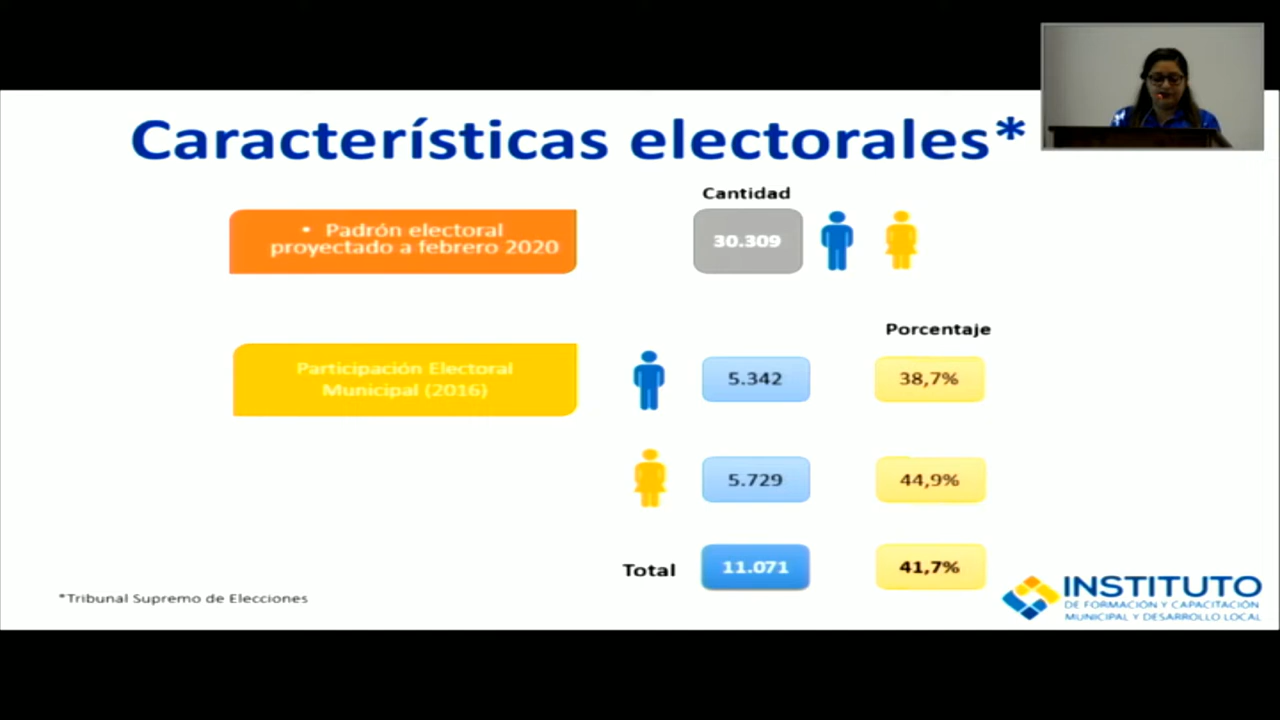 Características electorales*
Cantidad
• Padrón electoral
proyectado a febrero 2020
30.309
Porcentaje
Participación Electoral
Municipal (2016)
5.342
38,7%
5.729
44,9%
Total
11.071
41,7%
*Tribunal Supremo de Elecciones
INSTITUTO
DE FORMACIÓN Y CAPACITACIÓN
MUNICIPAL Y DESARROLLO LOCAL